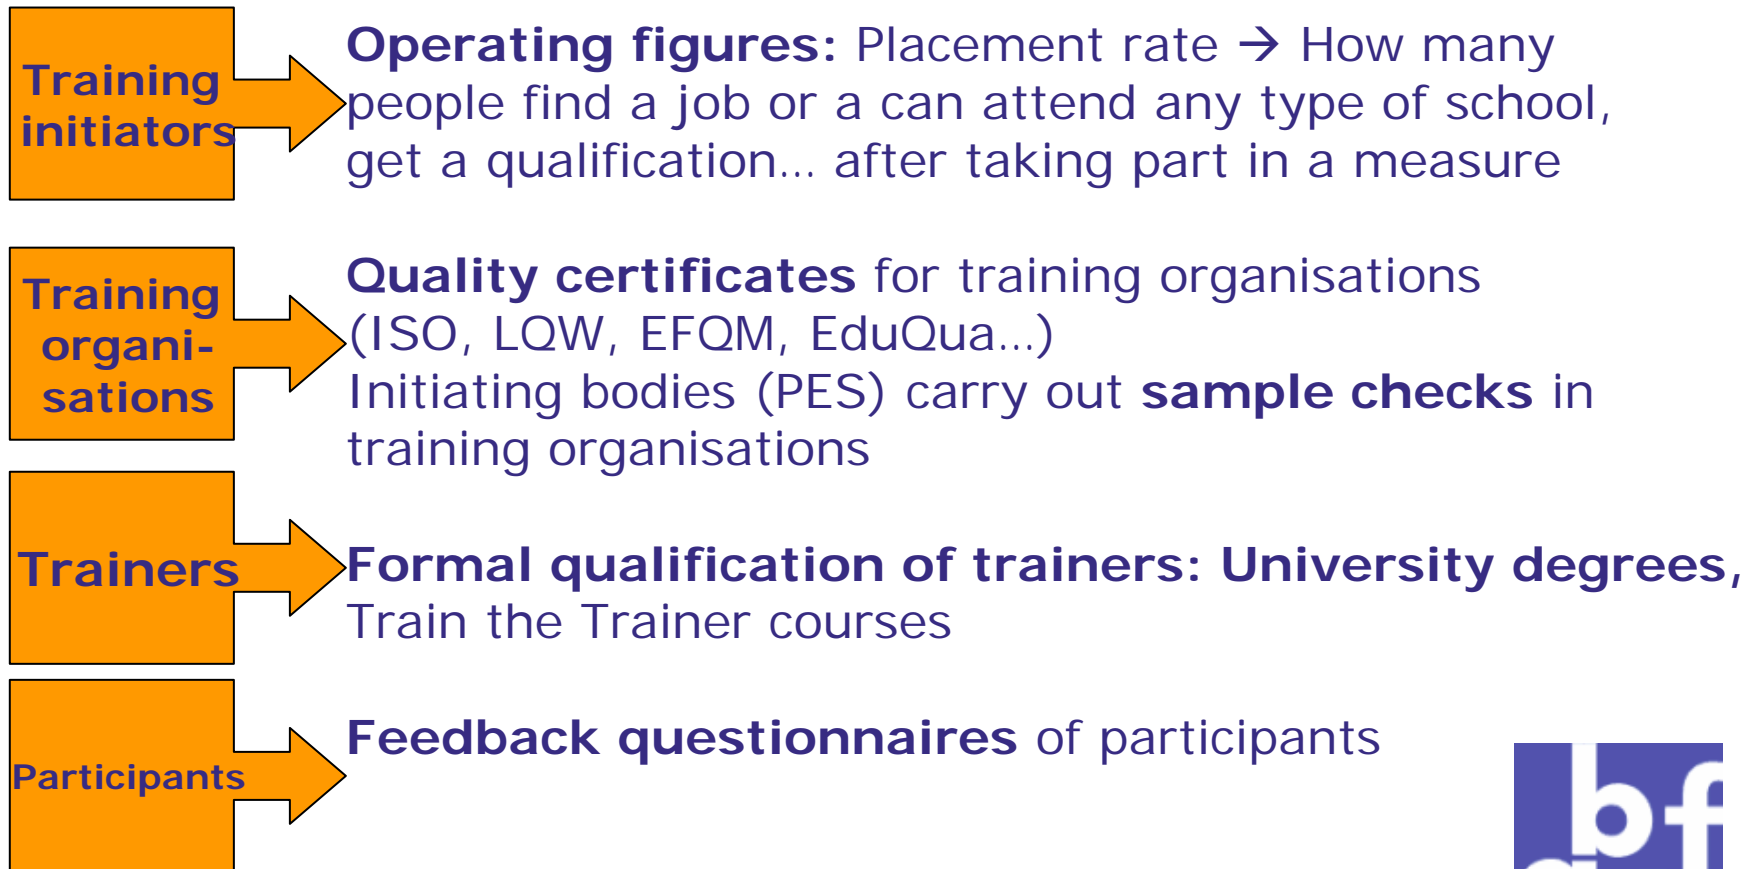 Training
initiators
Operating figures: Placement rate → How many
people find a job or a can attend any type of school,
get a qualification... after taking part in a measure
Training
organi-
sations
Quality certificates for training organisations
(ISO, LQW, EFQM, EduQua...)
Initiating bodies (PES) carry out sample checks in
training organisations
Trainers
Formal qualification of trainers: University degrees,
Train the Trainer courses
Participants
Feedback questionnaires of participants
bf